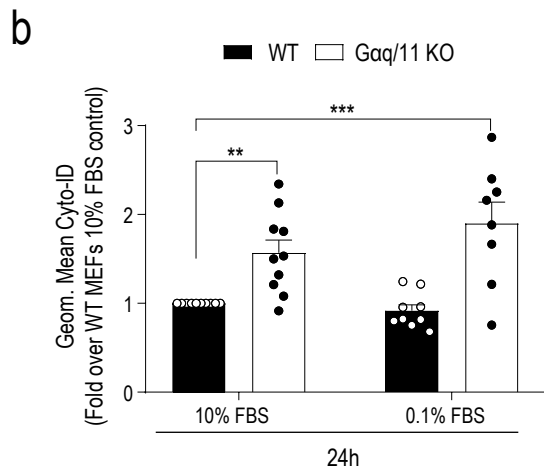 b
WT Gαq/11 KO
***
**
Geom. Mean Cyto-ID
(Fold over WT MEFs 10% FBS control)
3
2
1
0
10% FBS 0.1% FBS
24h